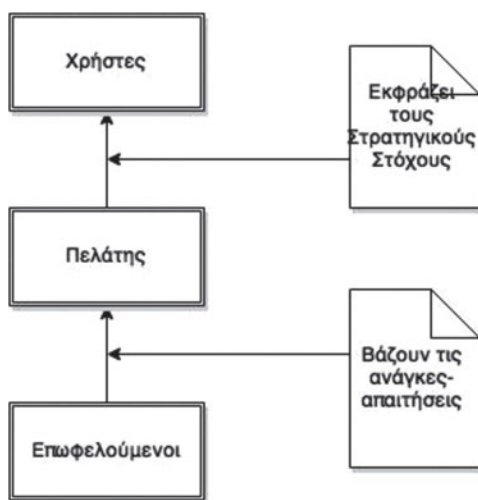 Χρήστες
Εκφράζει
τους
Στρατηγικούς
Στόχους
Πελάτης
Βάζουν τις
ανάγκες-
απαιτήσεις
Επωφελούμενοι